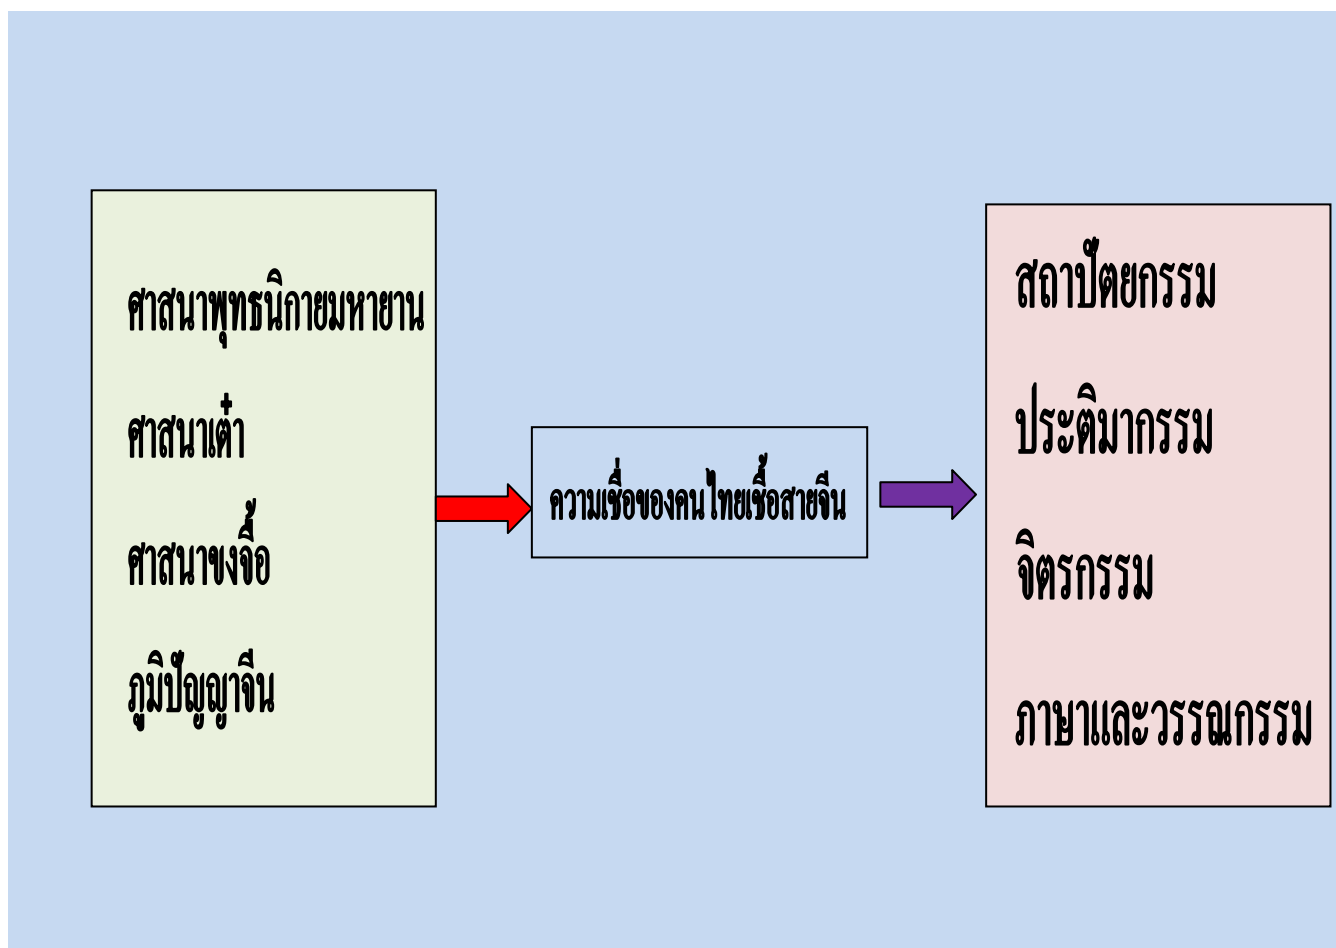 ศาสนาพุทธนิกายมหายาน
ศาสนาเต๋า
ศาสนาขงจื้อ
ภูมิปัญญาจีน
ความเชื่อของคนไทยเชื้อสายจีน
สถาปัตยกรรม
ประติมากรรม
จิตรกรรม
ภาษาและวรรณกรรม